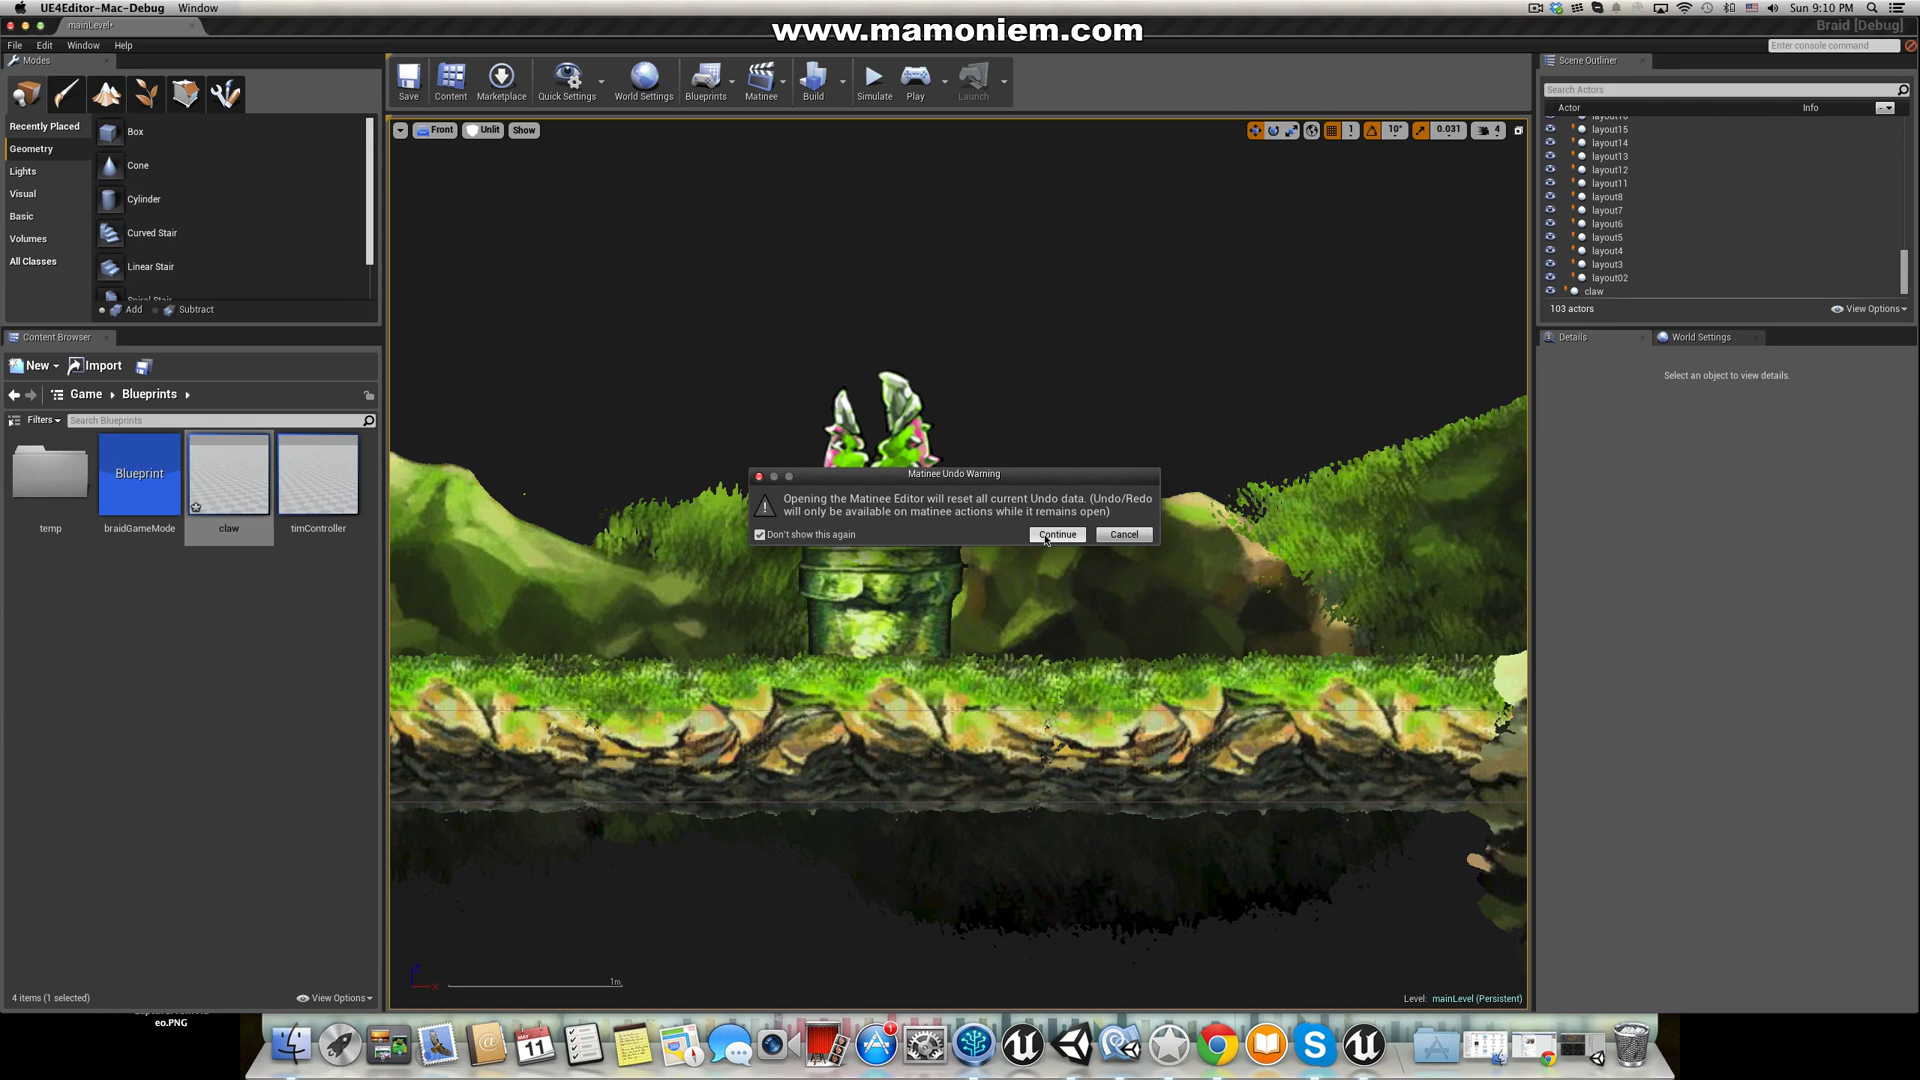 UE4Editor-Mac-Debug Window
Sun 9:10 PM
mainLevel*
www.mamoniem.com
Braid [Debug]
File Edit Window Help
Enter console command
Modes
Save Content Marketplace Quick Settings World Settings Blueprints Matinee Build Simulate Play Launch
Scene Outliner
Search Actors
Actor Info
Recently Placed
Geometry
Lights
Visual
Basic
Volumes
All Classes
Box
Cone
Cylinder
Curved Stair
Linear Stair
Spiral Stair
Add Subtract
Front Unlit Show
1 10° 0.031 4
layout16
layout15
layout14
layout13
layout12
layout11
layout8
layout7
layout6
layout5
layout4
layout3
layout02
claw
103 actors View Options
Details World Settings
Select an object to view details.
Content Browser
New Import
Game Blueprints
Filters Search Blueprints
Blueprint
temp braidGameMode claw timController
4 items (1 selected) View Options
Matinee Undo Warning
Opening the Matinee Editor will reset all current Undo data. (Undo/Redo
will only be available on matinee actions while it remains open)
Don't show this again Continue Cancel
1m
Level: mainLevel (Persistent)
eo.PNG
MAY
11
1